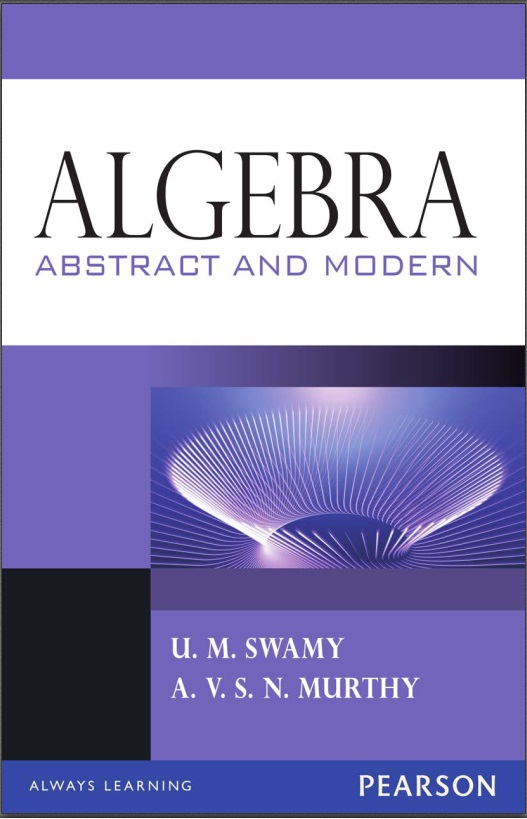 ALGEBRA
ABSTRACT AND MODERN
U. M. SWAMY
A. V. S. N. MURTHY
ALWAYS LEARNING
PEARSON